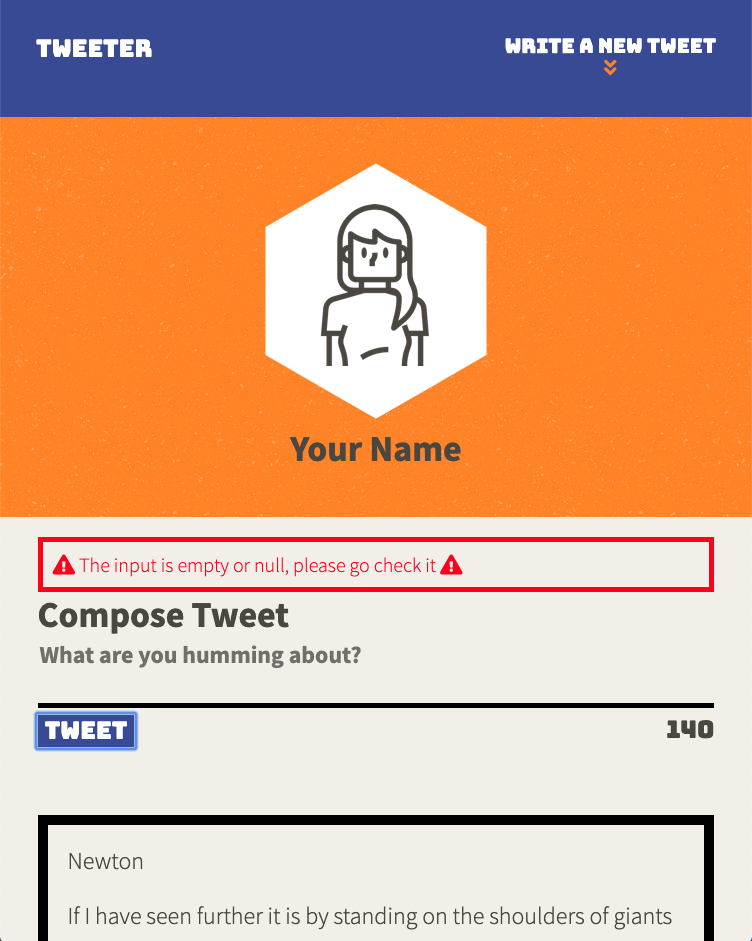 TWEETER
WRITE A NEW TWEET
Your Name
The input is empty or null, please go check it
Compose Tweet
What are you humming about?
TWEET
140
Newton
If I have seen further it is by standing on the shoulders of giants